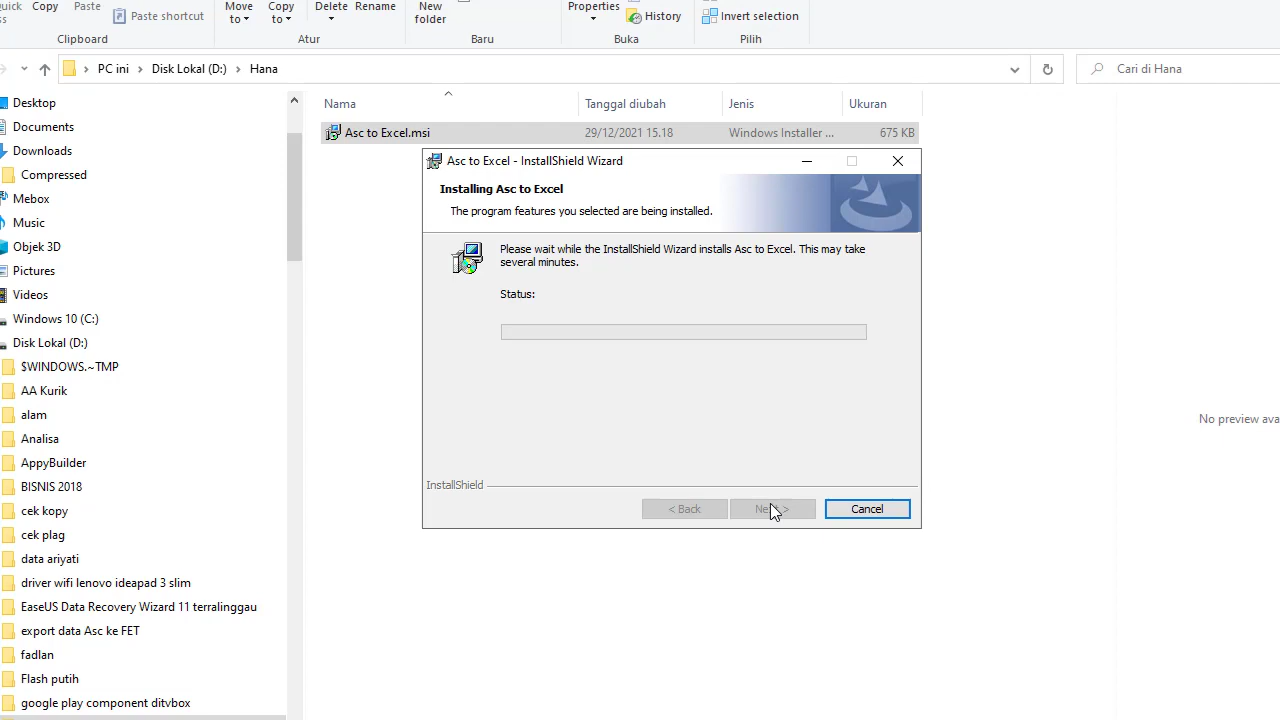 Quick
Copy
Paste
Paste shortcut
Move to
Copy to
Delete
Rename
New folder
Properties
History
Invert selection
Clipboard
Atur
Baru
Buka
Pilih
PC ini > Disk Lokal (D:) > Hana
Cari di Hana
Desktop
Documents
Downloads
Compressed
Mebox
Music
Objek 3D
Pictures
Videos
Windows 10 (C:)
Disk Lokal (D:)
$WINDOWS.~TMP
AA Kurik
alam
Analisa
AppyBuilder
BISNIS 2018
cek kopy
cek plag
data ariyati
driver wifi lenovo ideapad 3 slim
EaseUS Data Recovery Wizard 11 terralinggau
export data Asc ke FET
fadlan
Flash putih
google play component ditvbox
Nama Tanggal diubah Jenis Ukuran
Asc to Excel.msi 29/12/2021 15.18 Windows Installer ... 675 KB
Asc to Excel - InstallShield Wizard
Installing Asc to Excel
The program features you selected are being installed.
Please wait while the InstallShield Wizard installs Asc to Excel. This may take
several minutes.
Status:
InstallShield
< Back Next > Cancel
No preview ava